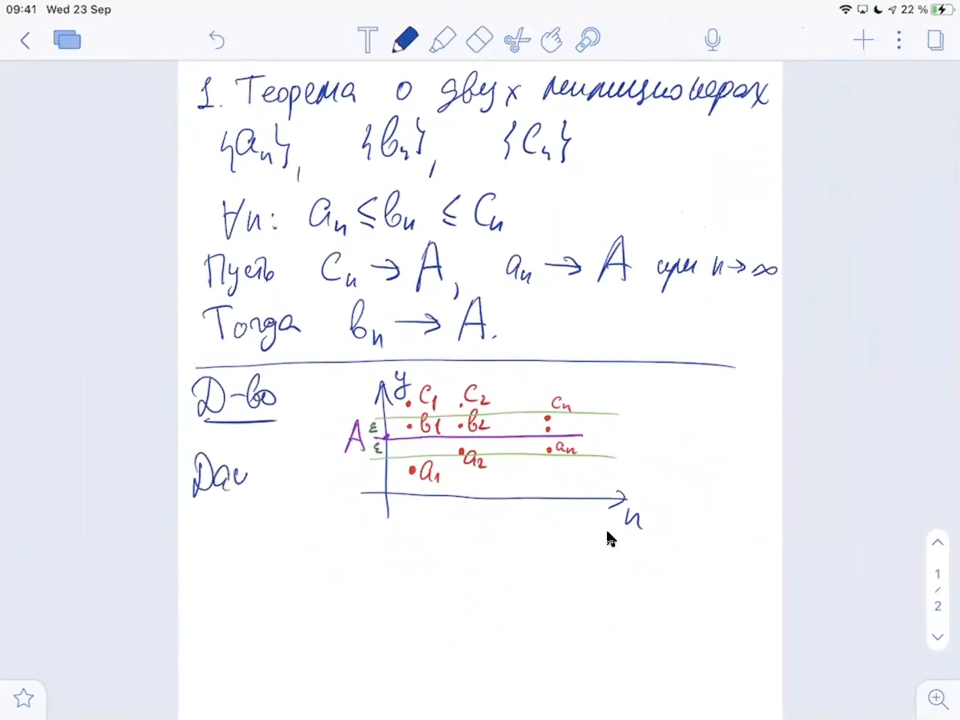 09:41 Wed 23 Sep 22 %
T
1. Теорема о двух милиционерах
{aₙ}, {bₙ}, {Cₙ}
∀n: aₙ ≤ bₙ ≤ Cₙ
Пусть Cₙ → A, aₙ → A при n→∞
Тогда bₙ → A.
Д-во
y C₁ C₂ Cₙ
A ε b₁ b₂
ε a₁ a₂ aₙ
Дан
n
1
/
2